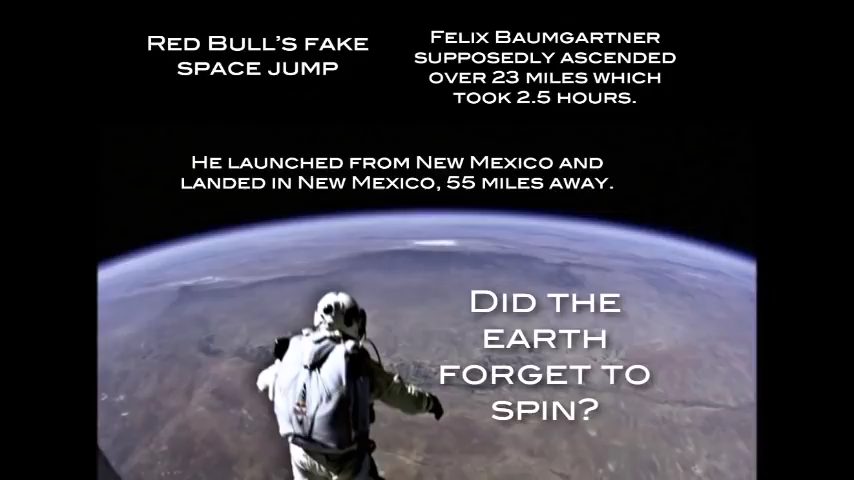 Red Bull's fake
space jump
Felix Baumgartner
supposedly ascended
over 23 miles which
took 2.5 hours.
He launched from New Mexico and
landed in New Mexico, 55 miles away.
Did the
earth
forget to
spin?